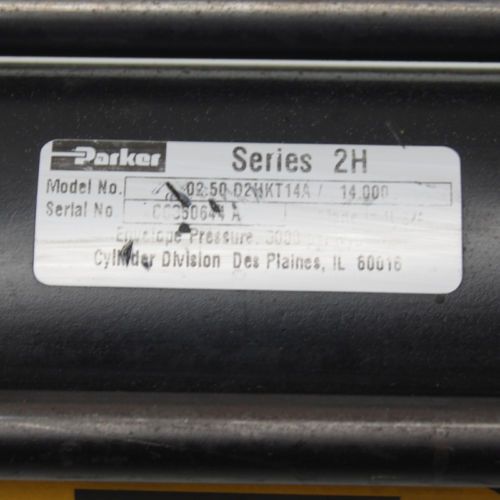 Parker Series 2H
Model No. 02.50 D2HKT14A / 14.000
Serial No A
Envelope Pressure. 3000
Cylinder Division Des Plaines, IL 60016